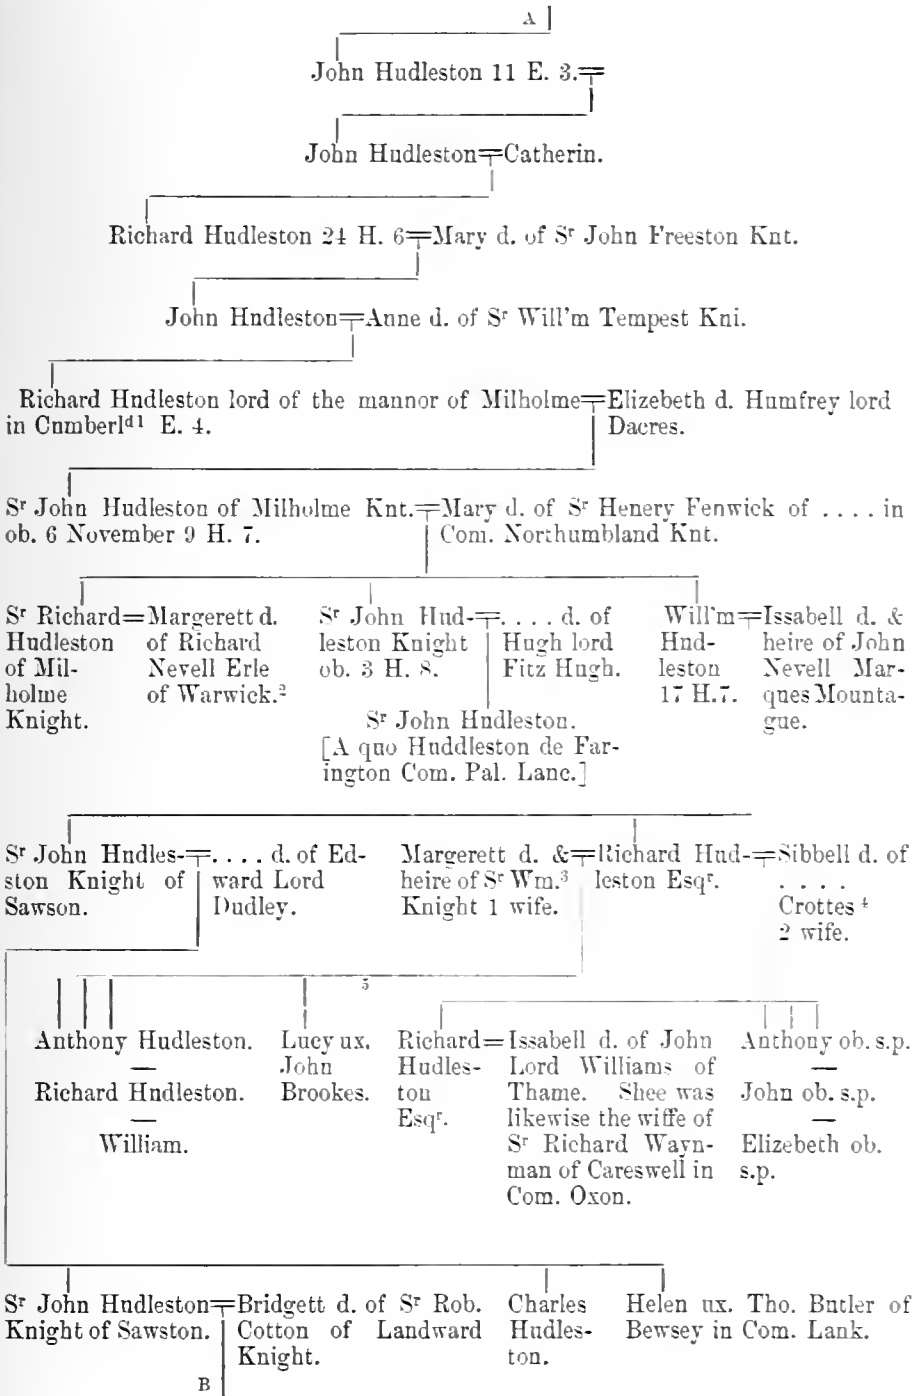 A
John Hudleston 11 E. 3.
John Hudleston=Catherin.
Richard Hudleston 24 H. 6=Mary d. of Sʳ John Freeston Knt.
John Hudleston=Anne d. of Sʳ Will'm Tempest Kni.
Richard Hudleston lord of the mannor of Milholme=Elizebeth d. Humfrey lord
in Cumberlᵈ¹ E. 4. Dacres.
Sʳ John Hudleston of Milholme Knt.=Mary d. of Sʳ Henery Fenwick of .... in
ob. 6 November 9 H. 7. Com. Northumbland Knt.
Sʳ Richard=Margerett d.
Hudleston of Richard
of Mil- Nevell Erle
holme of Warwick.²
Knight.
Sʳ John Hud-=.... d. of
leston Knight Hugh lord
ob. 3 H. 8. Fitz Hugh.
Sʳ John Hudleston.
[A quo Huddleston de Far-
ington Com. Pal. Lanc.]
Will'm=Issabell d. &
Hud- heire of John
leston Nevell Mar-
17 H.7. ques Mounta-
gue.
Sʳ John Hudles-=.... d. of Ed-
ston Knight of ward Lord
Sawson. Dudley.
Margerett d. &=Richard Hud-=Sibbell d. of
heire of Sʳ Wm.³ leston Esqʳ. ....
Knight 1 wife. Crottes ⁴
2 wife.
5
Anthony Hudleston.
—
Richard Hudleston.
—
William.
Lucy ux.
John
Brookes.
Richard=Issabell d. of John
Hudles- Lord Williams of
ton Thame. Shee was
Esqʳ. likewise the wiffe of
Sʳ Richard Wayn-
man of Careswell in
Com. Oxon.
Anthony ob. s.p.
—
John ob. s.p.
—
Elizebeth ob.
s.p.
Sʳ John Hudleston=Bridgett d. of Sʳ Rob.
Knight of Sawston. Cotton of Landward
Knight.
Charles
Hudles-
ton.
Helen ux. Tho. Butler of
Bewsey in Com. Lank.
B